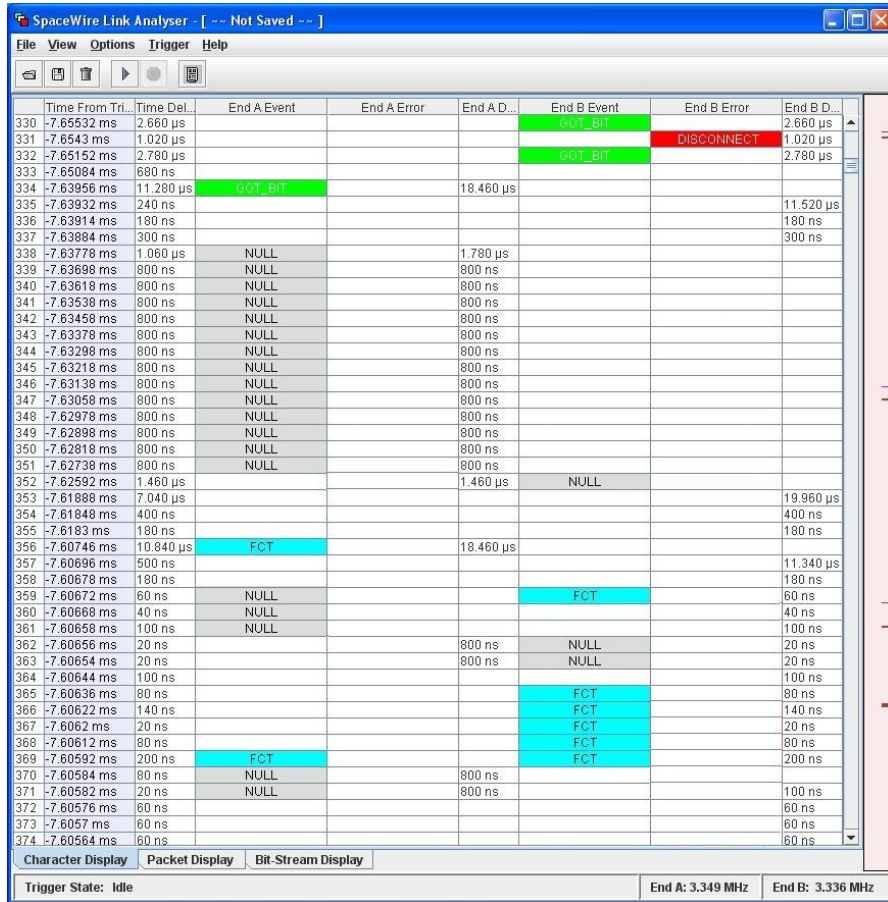 SpaceWire Link Analyser - [ ~~ Not Saved ~~ ]
File View Options Trigger Help
Time From Tri... Time Del... End A Event End A Error End A D... End B Event End B Error End B D...
330 -7.65532 ms 2.660 µs GOT_BIT 2.660 µs
331 -7.6543 ms 1.020 µs DISCONNECT 1.020 µs
332 -7.65152 ms 2.780 µs GOT_BIT 2.780 µs
333 -7.65084 ms 680 ns
334 -7.63956 ms 11.280 µs GOT_BIT 18.460 µs
335 -7.63932 ms 240 ns 11.520 µs
336 -7.63914 ms 180 ns 180 ns
337 -7.63884 ms 300 ns 300 ns
338 -7.63778 ms 1.060 µs NULL 1.780 µs
339 -7.63698 ms 800 ns NULL 800 ns
340 -7.63618 ms 800 ns NULL 800 ns
341 -7.63538 ms 800 ns NULL 800 ns
342 -7.63458 ms 800 ns NULL 800 ns
343 -7.63378 ms 800 ns NULL 800 ns
344 -7.63298 ms 800 ns NULL 800 ns
345 -7.63218 ms 800 ns NULL 800 ns
346 -7.63138 ms 800 ns NULL 800 ns
347 -7.63058 ms 800 ns NULL 800 ns
348 -7.62978 ms 800 ns NULL 800 ns
349 -7.62898 ms 800 ns NULL 800 ns
350 -7.62818 ms 800 ns NULL 800 ns
351 -7.62738 ms 800 ns NULL 800 ns
352 -7.62592 ms 1.460 µs 1.460 µs NULL
353 -7.61888 ms 7.040 µs 19.960 µs
354 -7.61848 ms 400 ns 400 ns
355 -7.6183 ms 180 ns 180 ns
356 -7.60746 ms 10.840 µs FCT 18.460 µs
357 -7.60696 ms 500 ns 11.340 µs
358 -7.60678 ms 180 ns 180 ns
359 -7.60672 ms 60 ns NULL FCT 60 ns
360 -7.60668 ms 40 ns NULL 40 ns
361 -7.60658 ms 100 ns NULL 100 ns
362 -7.60656 ms 20 ns 800 ns NULL 20 ns
363 -7.60654 ms 20 ns 800 ns NULL 20 ns
364 -7.60644 ms 100 ns 100 ns
365 -7.60636 ms 80 ns FCT 80 ns
366 -7.60622 ms 140 ns FCT 140 ns
367 -7.6062 ms 20 ns FCT 20 ns
368 -7.60612 ms 80 ns FCT 80 ns
369 -7.60592 ms 200 ns FCT FCT 200 ns
370 -7.60584 ms 80 ns NULL 800 ns
371 -7.60582 ms 20 ns NULL 800 ns 100 ns
372 -7.60576 ms 60 ns 60 ns
373 -7.6057 ms 60 ns 60 ns
374 -7.60564 ms 60 ns 60 ns
Character Display Packet Display Bit-Stream Display
Trigger State: Idle End A: 3.349 MHz End B: 3.336 MHz